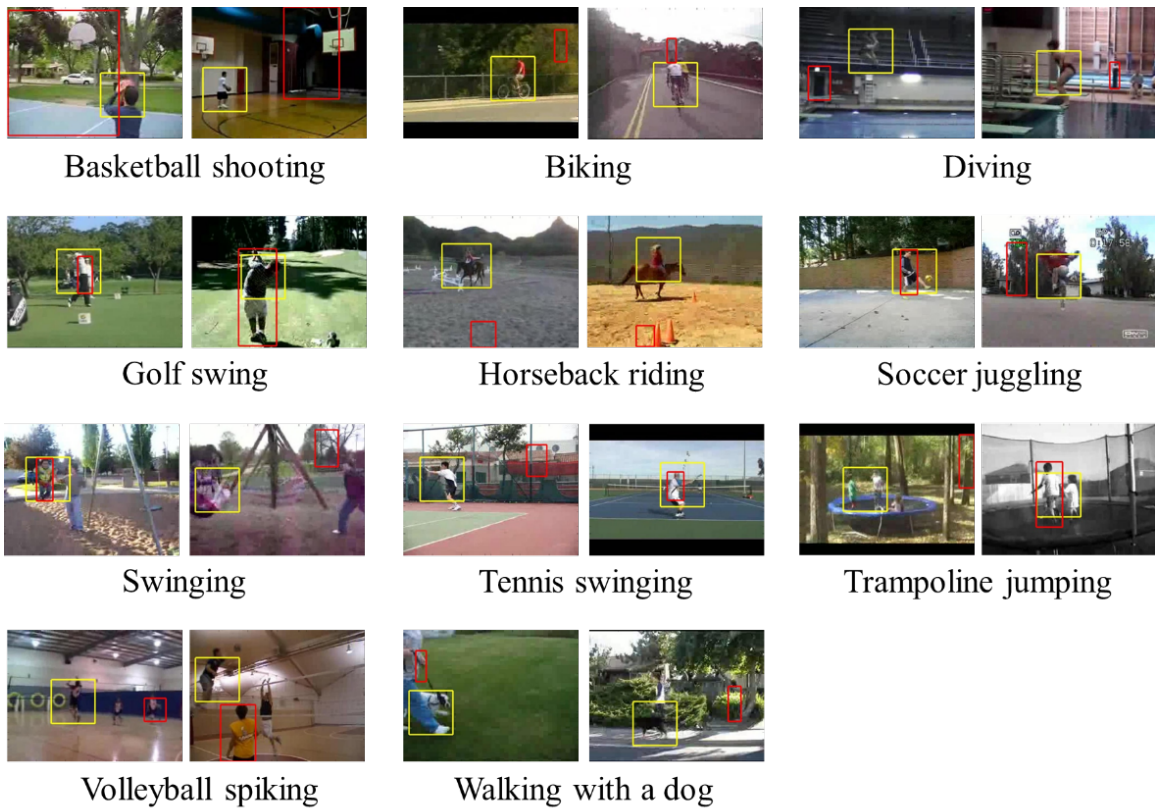 Basketball shooting
Biking
Diving
Golf swing
Horseback riding
Soccer juggling
Swinging
Tennis swinging
Trampoline jumping
Volleyball spiking
Walking with a dog